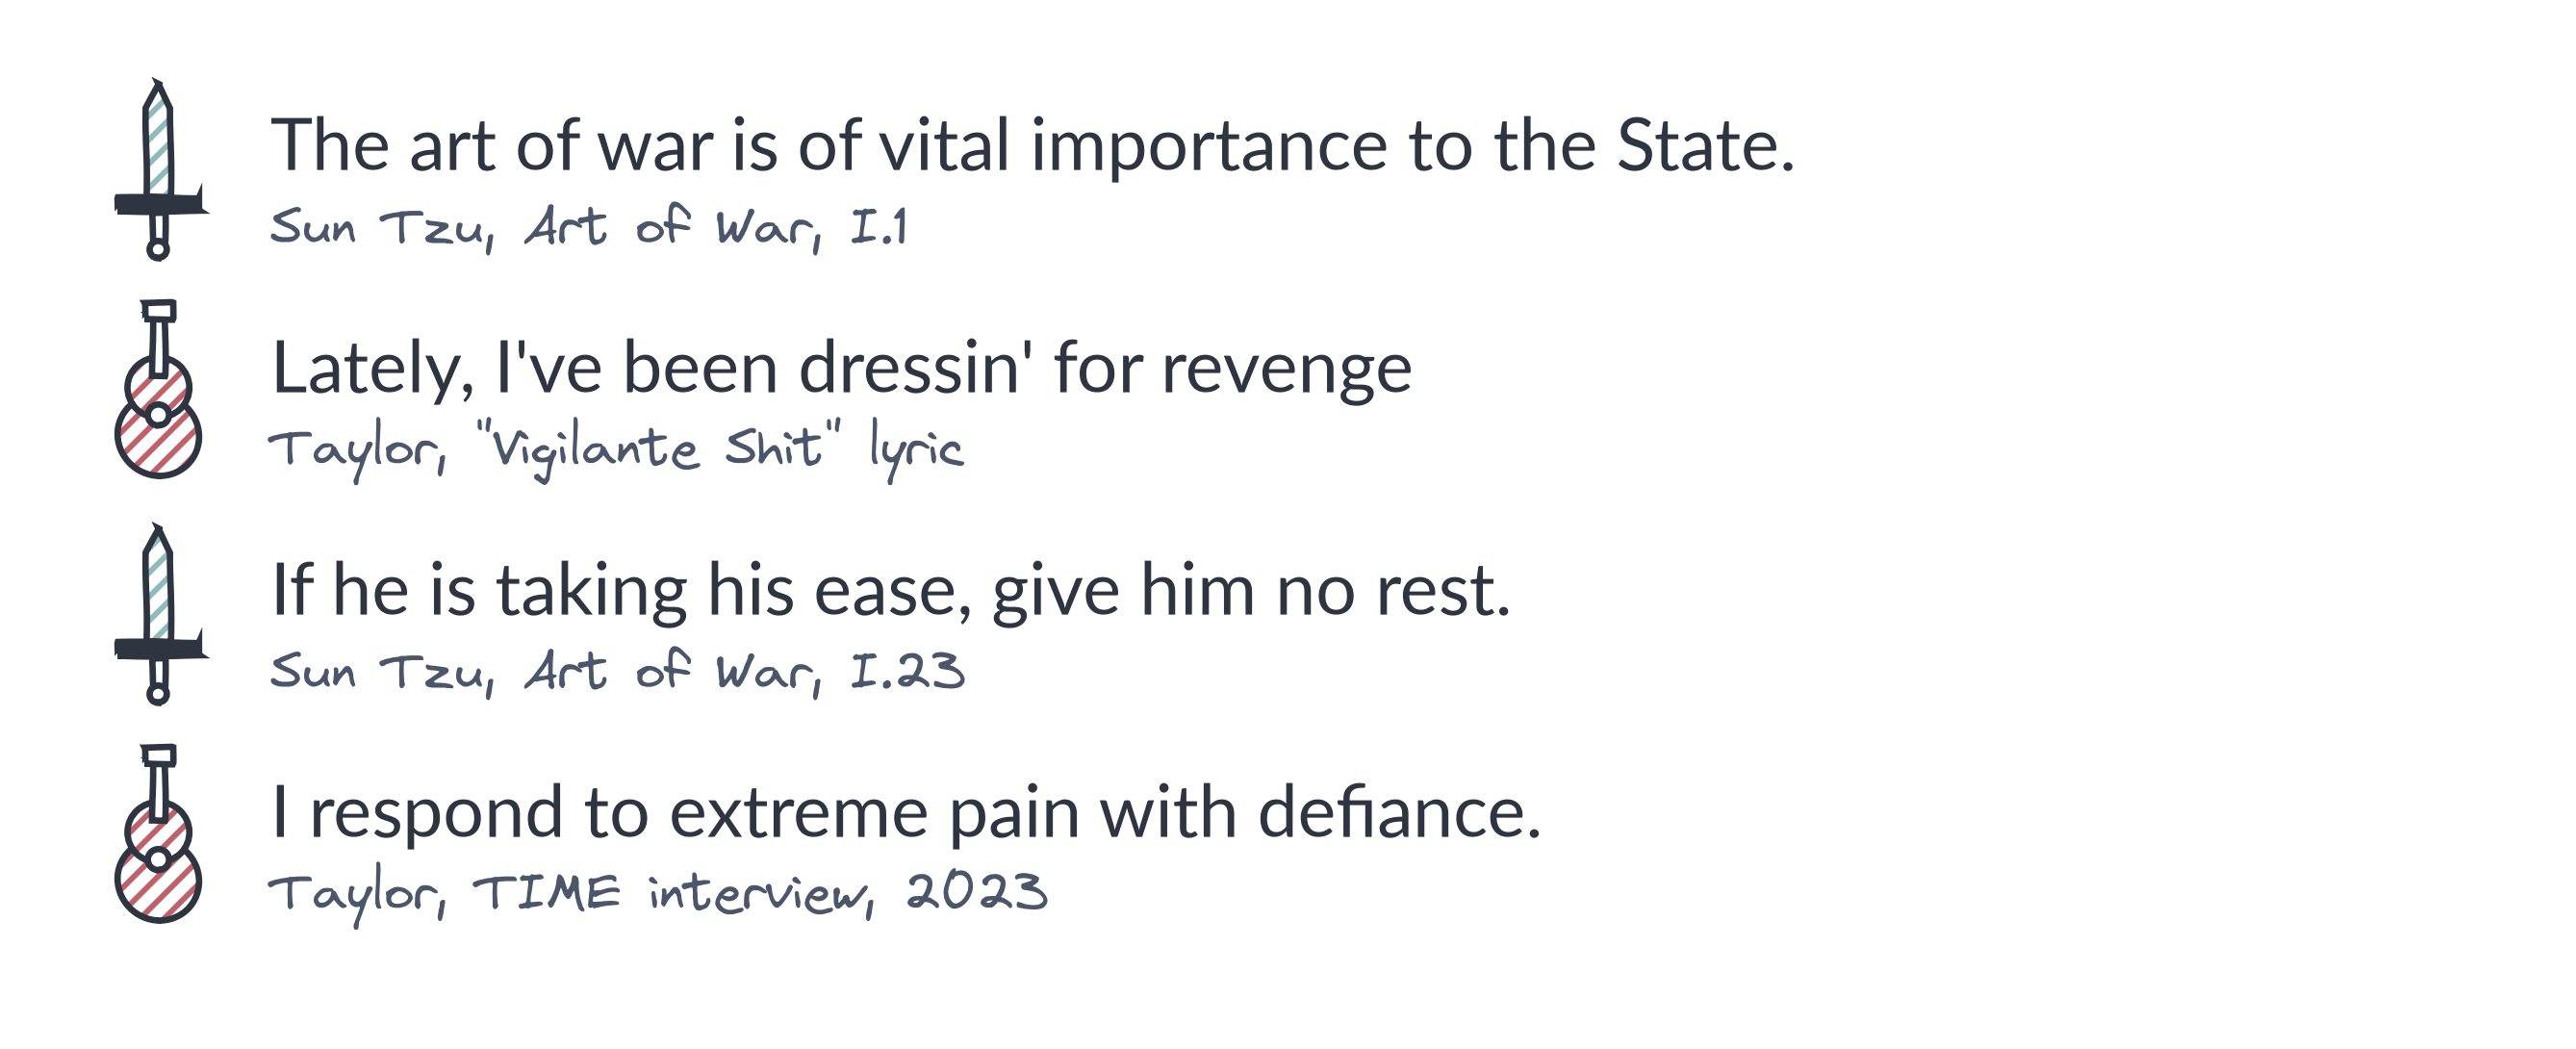 The art of war is of vital importance to the State.
Sun Tzu, Art of War, I.1
Lately, I've been dressin' for revenge
Taylor, "Vigilante Shit" lyric
If he is taking his ease, give him no rest.
Sun Tzu, Art of War, I.23
I respond to extreme pain with defiance.
Taylor, TIME interview, 2023